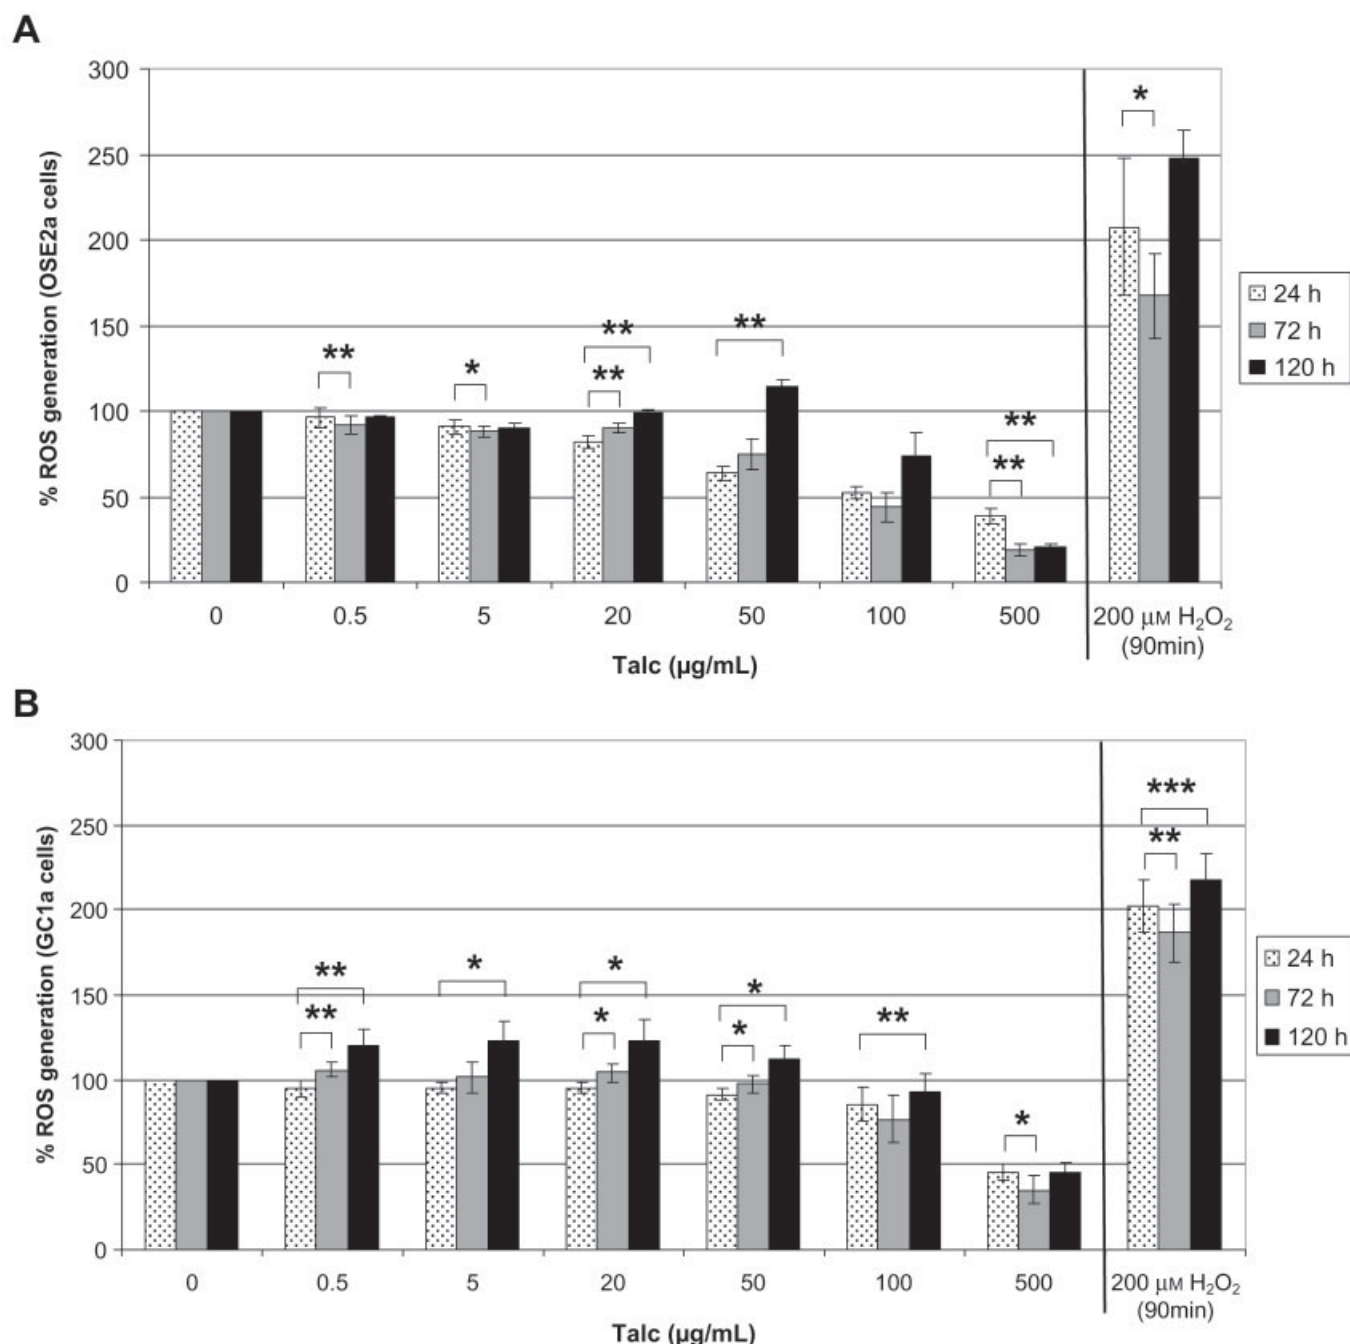 A
300
250
200
150
100
50
0
% ROS generation (OSE2a cells)
**
*
**
**
**
**
**
*
24 h
72 h
120 h
0 0.5 5 20 50 100 500 200 µM H₂O₂
(90min)
Talc (µg/mL)
B
300
250
200
150
100
50
0
% ROS generation (GC1a cells)
**
**
*
*
*
*
*
**
*
***
**
24 h
72 h
120 h
0 0.5 5 20 50 100 500 200 µM H₂O₂
(90min)
Talc (µg/mL)